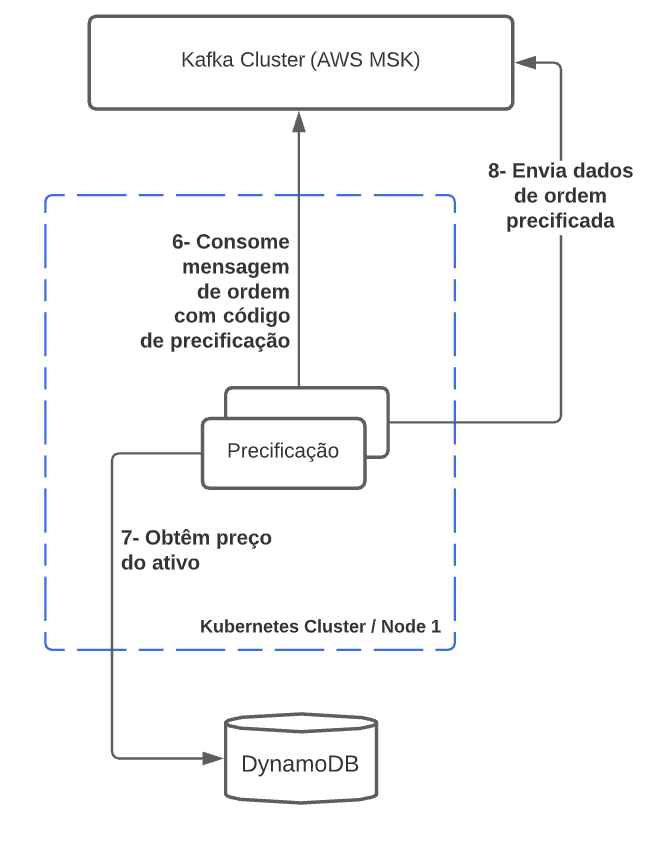 Kafka Cluster (AWS MSK)
8- Envia dados
de ordem
precificada
6- Consome
mensagem
de ordem
com código
de precificação
Precificação
7- Obtêm preço
do ativo
Kubernetes Cluster / Node 1
DynamoDB